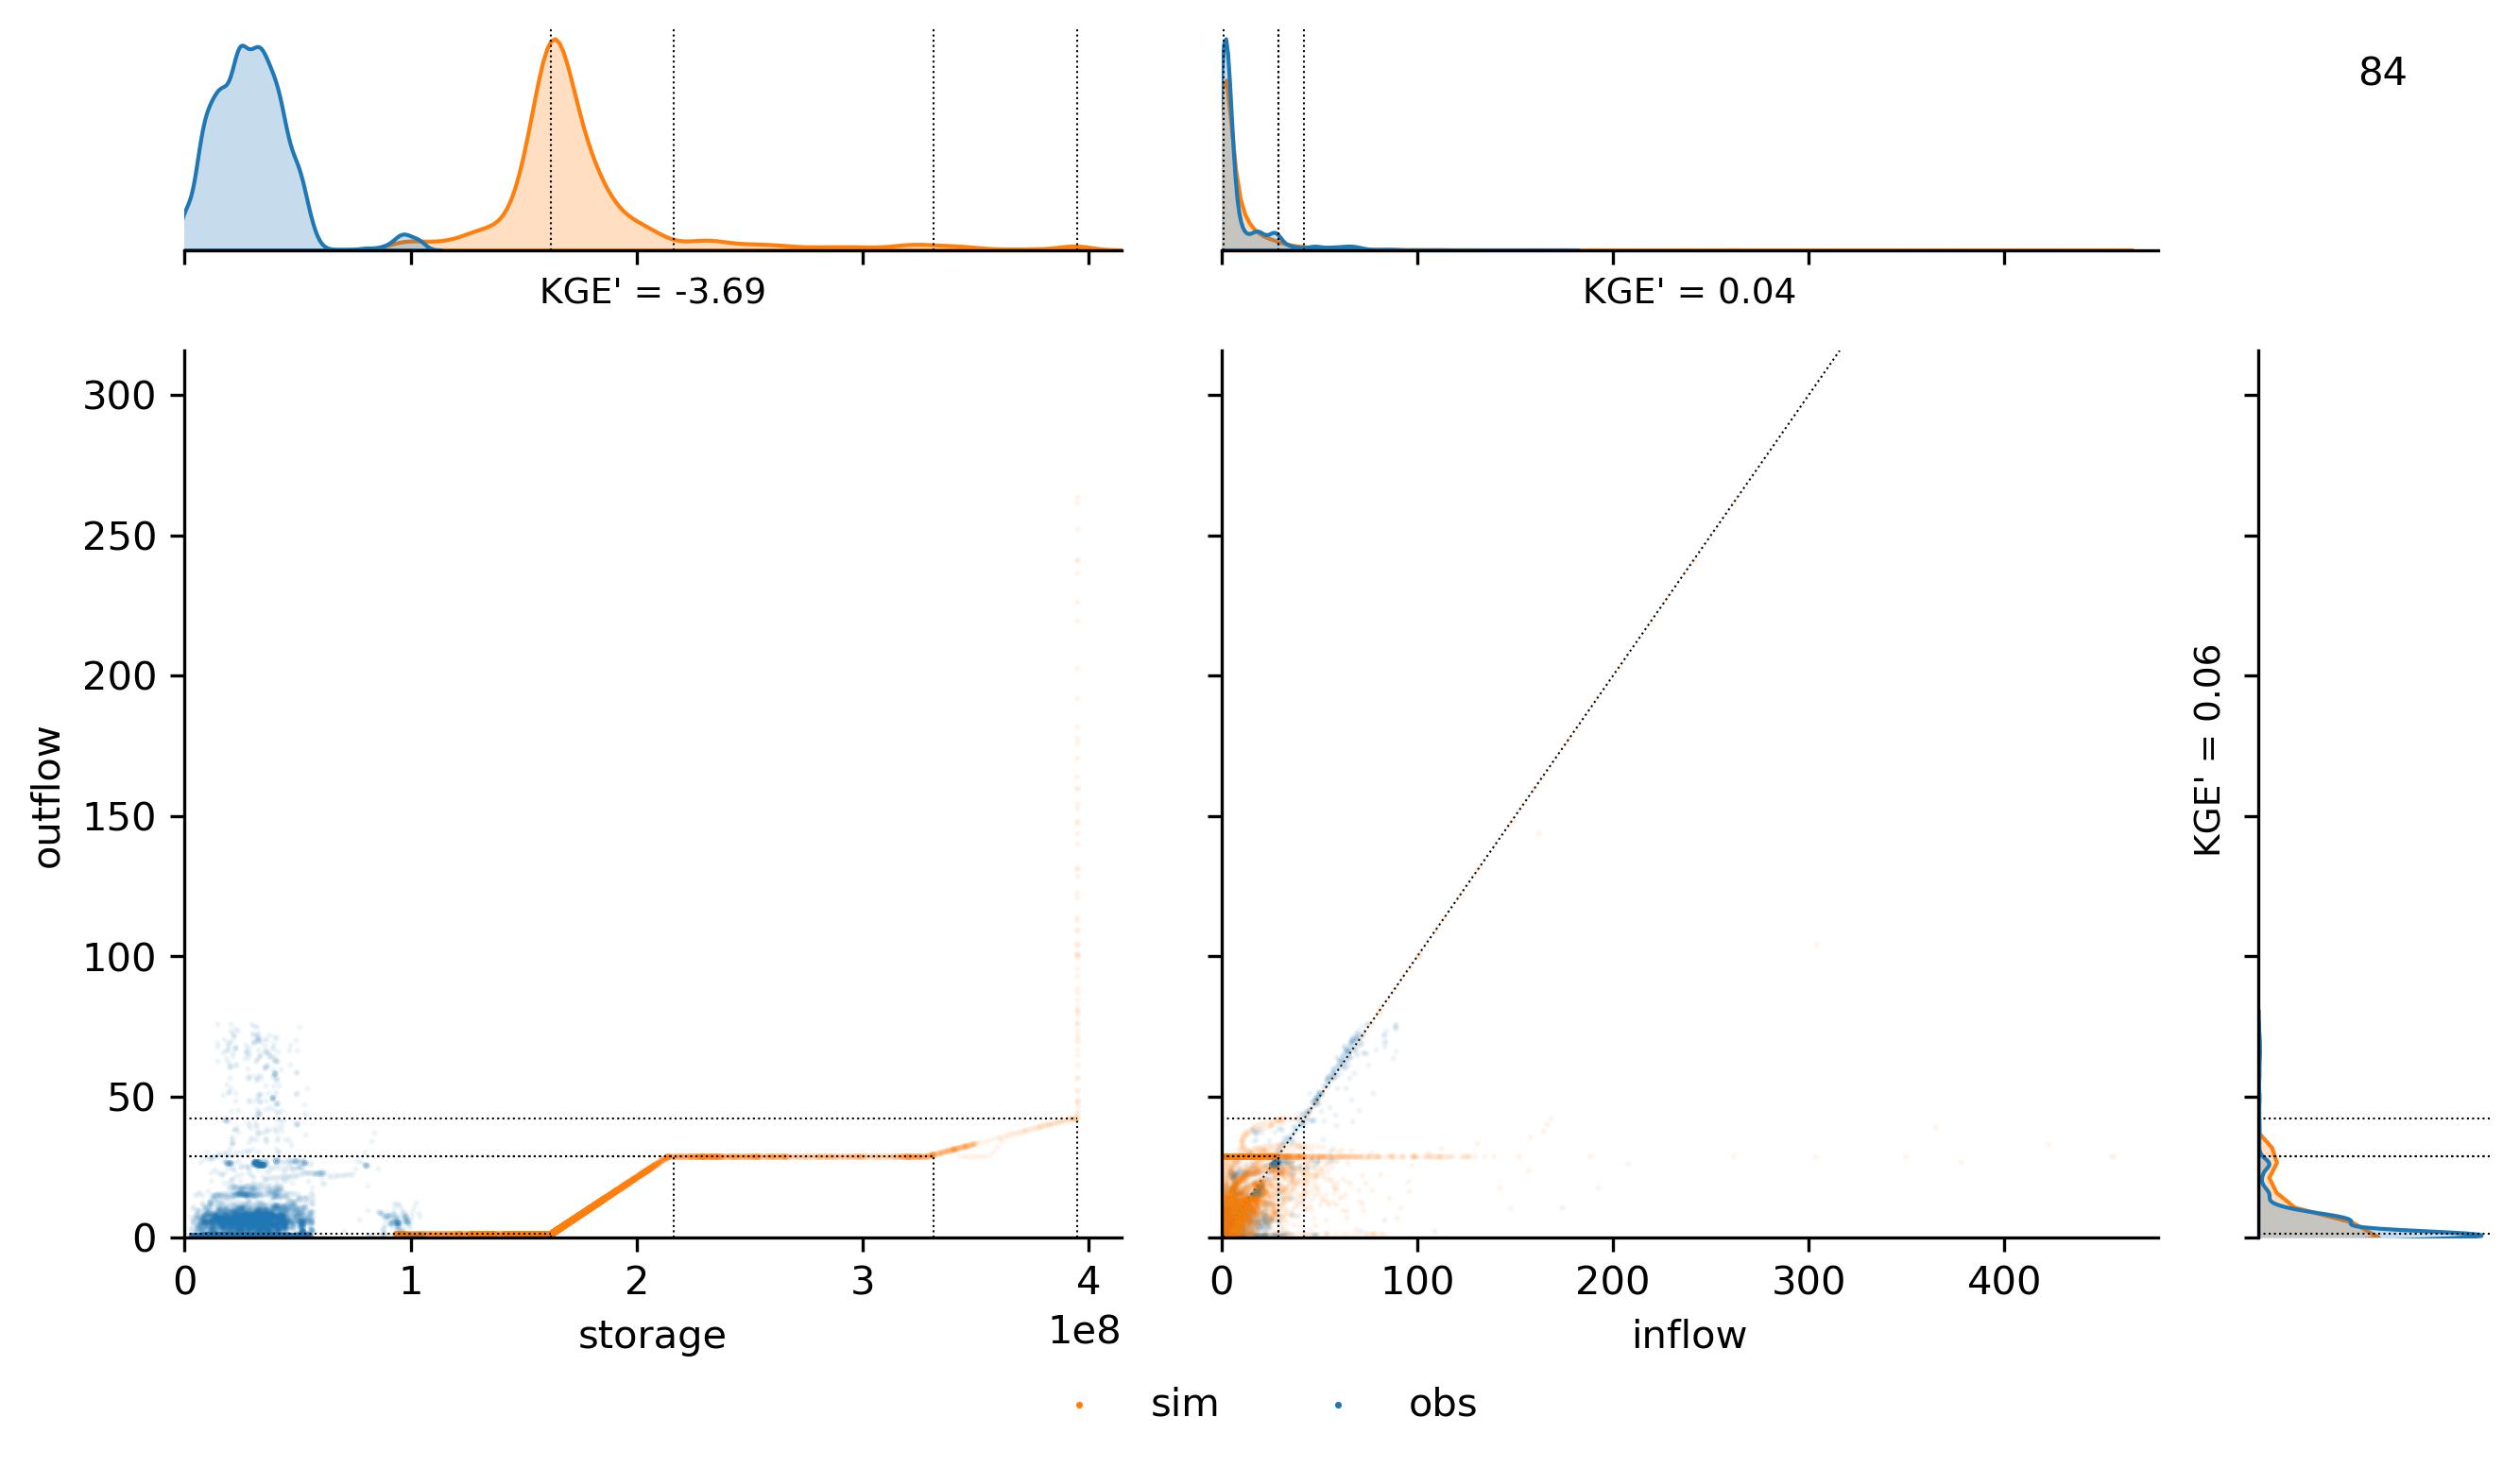 84
KGE' = -3.69
KGE' = 0.04
outflow
300
250
200
150
100
50
0
KGE' = 0.06
0 1 2 3 4
1e8
storage
0 100 200 300 400
inflow
sim obs